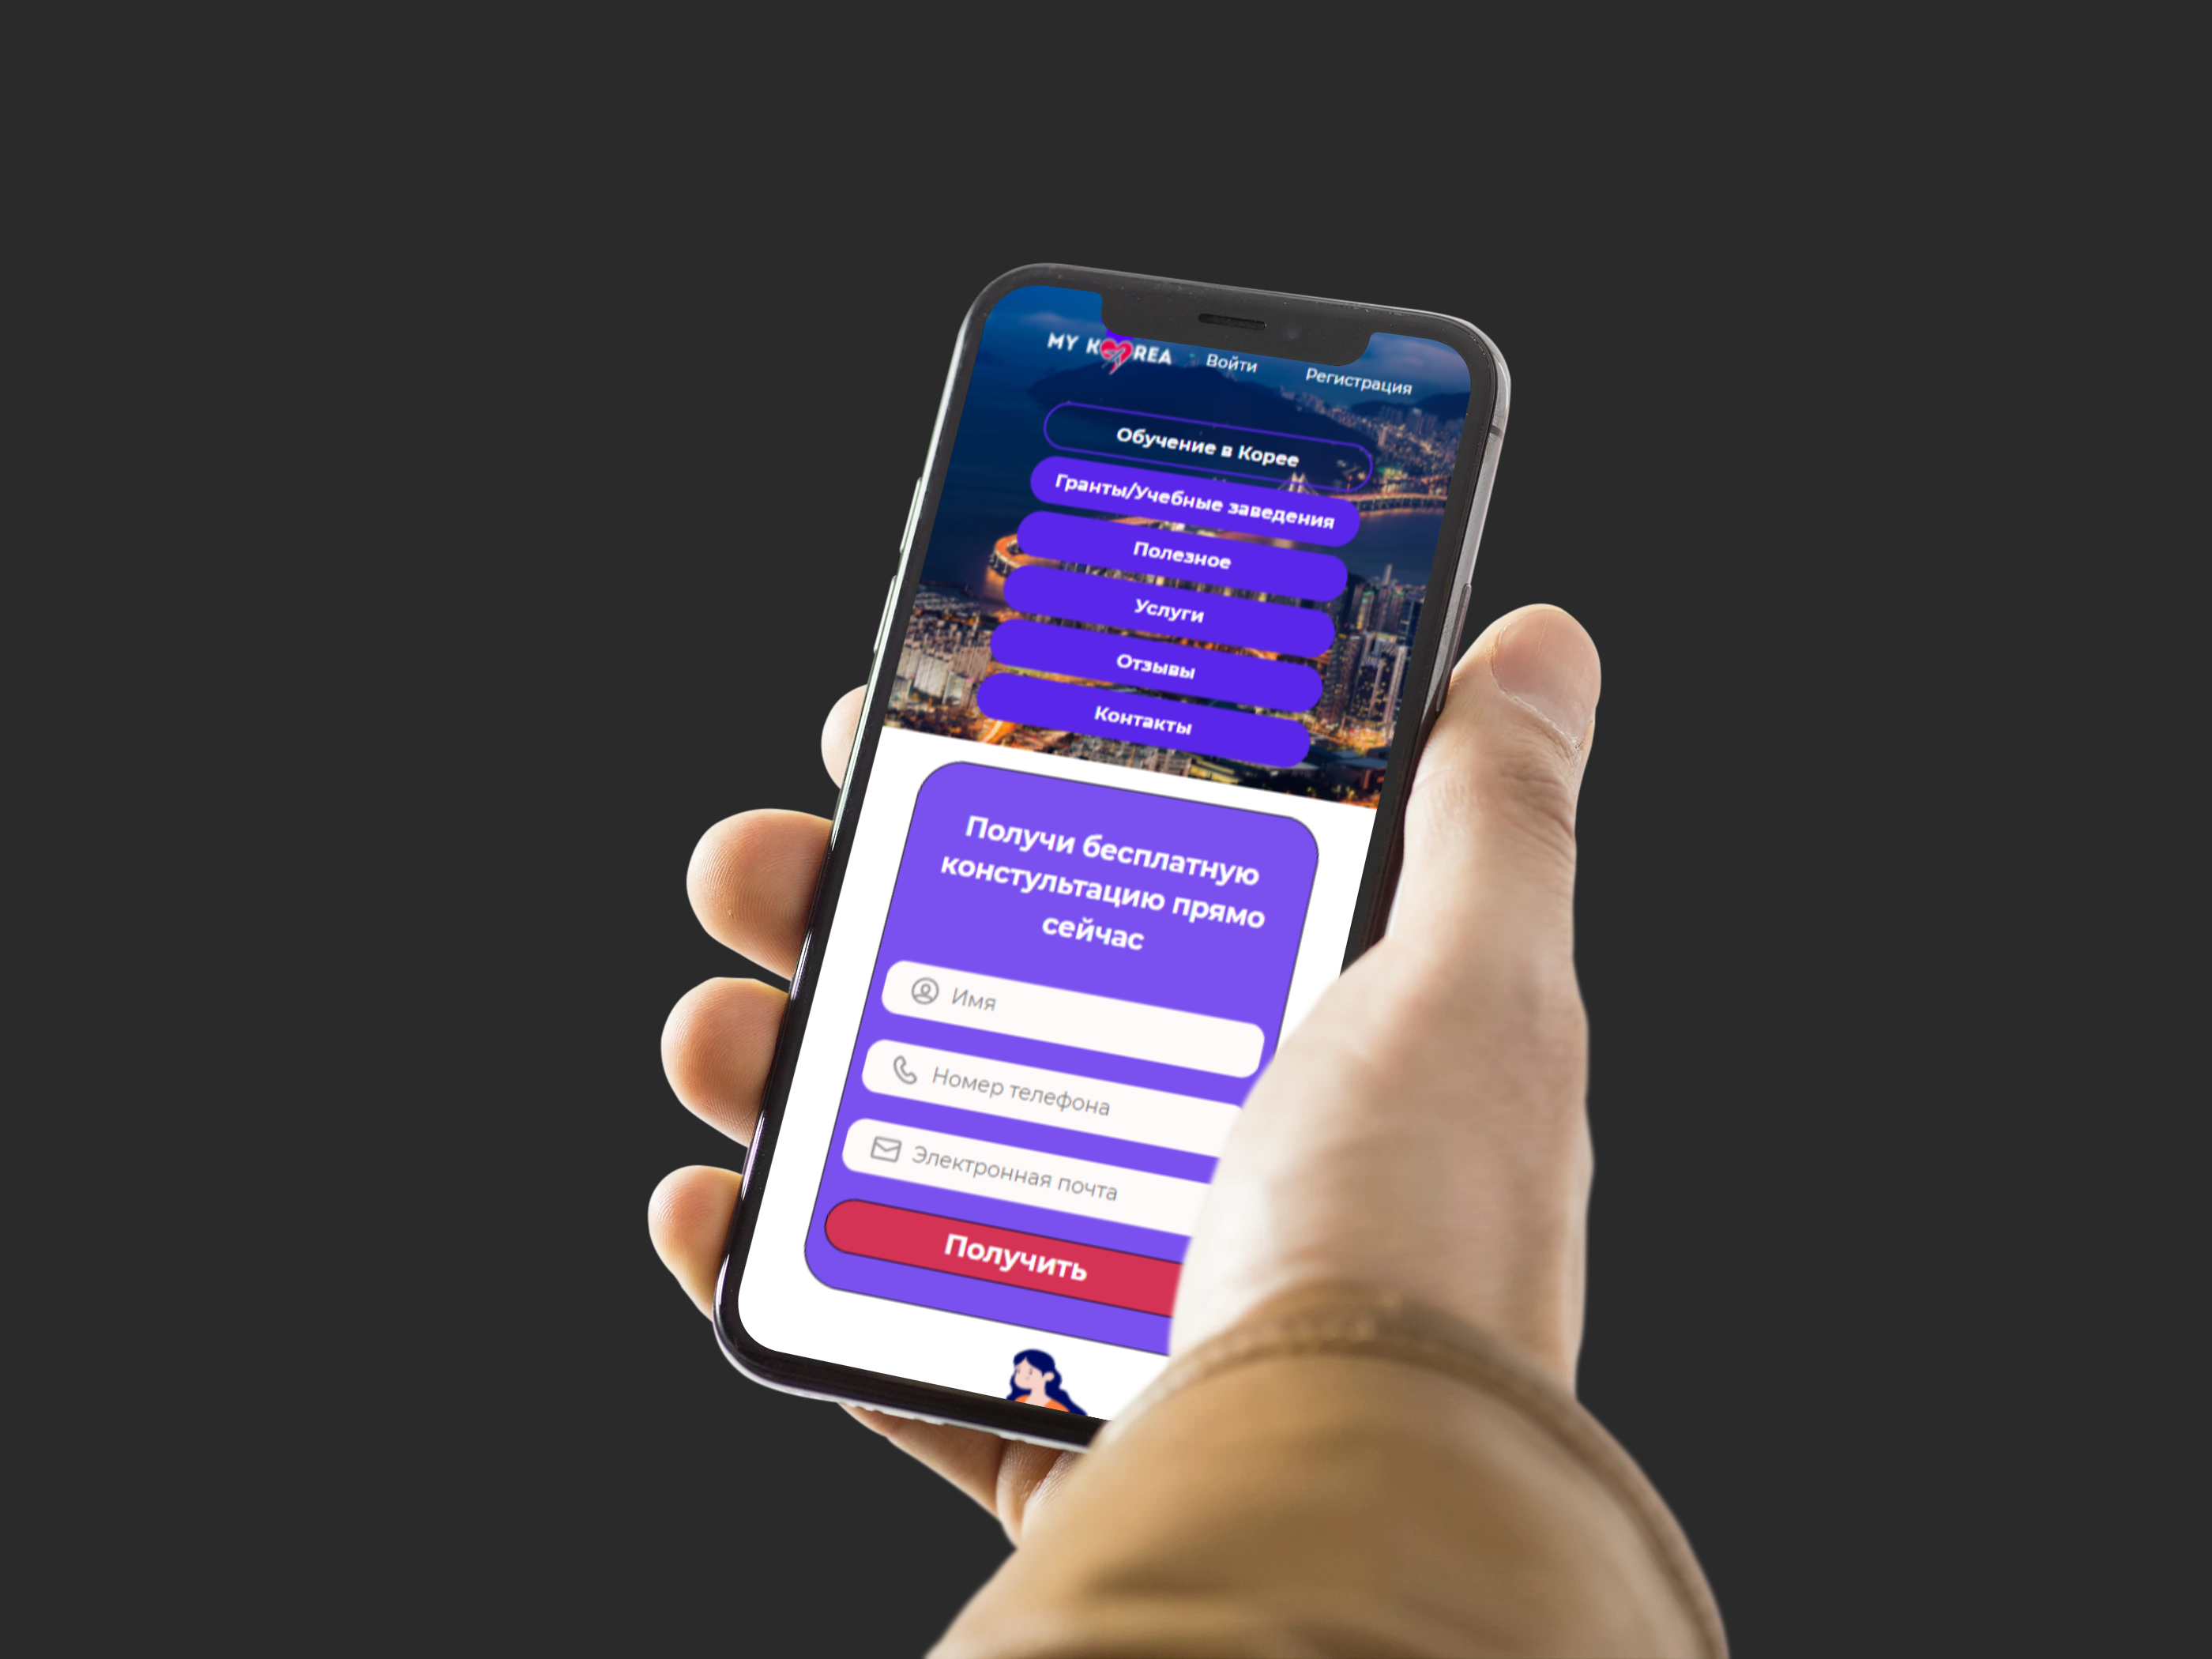 MY KOREA
Войти
Регистрация
Обучение в Корее
Гранты/Учебные заведения
Полезное
Услуги
Отзывы
Контакты
Получи бесплатную
констультацию прямо
сейчас
Имя
Номер телефона
Электронная почта
Получить